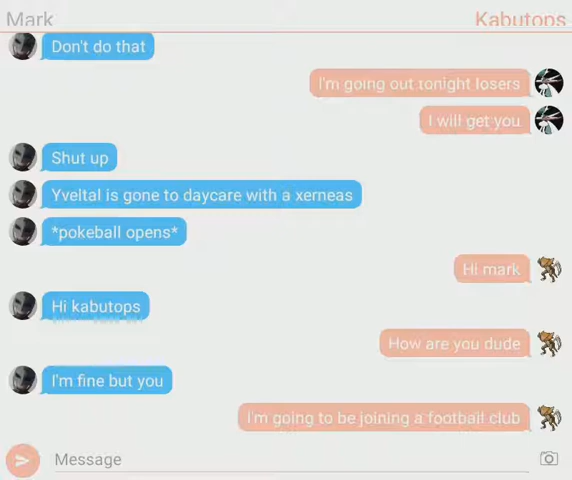 Mark
Kabutops
Don't do that
I'm going out tonight losers
I will get you
Shut up
Yveltal is gone to daycare with a xerneas
*pokeball opens*
Hi mark
Hi kabutops
How are you dude
I'm fine but you
I'm going to be joining a football club
Message